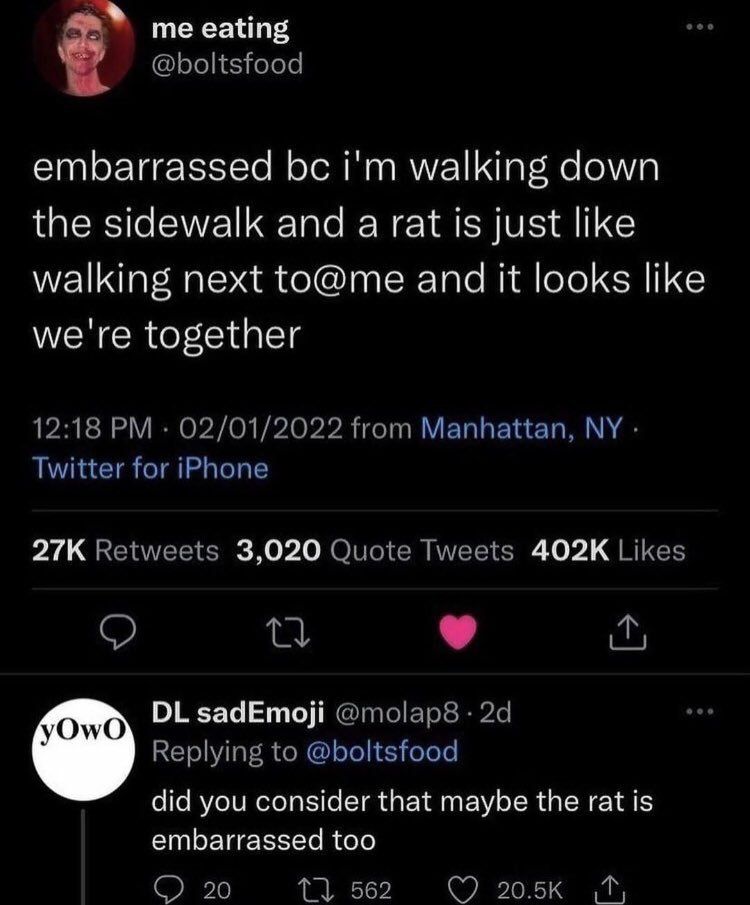 me eating
@boltsfood
embarrassed bc i'm walking down
the sidewalk and a rat is just like
walking next to@me and it looks like
we're together
12:18 PM · 02/01/2022 from Manhattan, NY ·
Twitter for iPhone
27K Retweets 3,020 Quote Tweets 402K Likes
yOwO
DL sadEmoji @molap8 · 2d
Replying to @boltsfood
did you consider that maybe the rat is
embarrassed too
20 562 20.5K